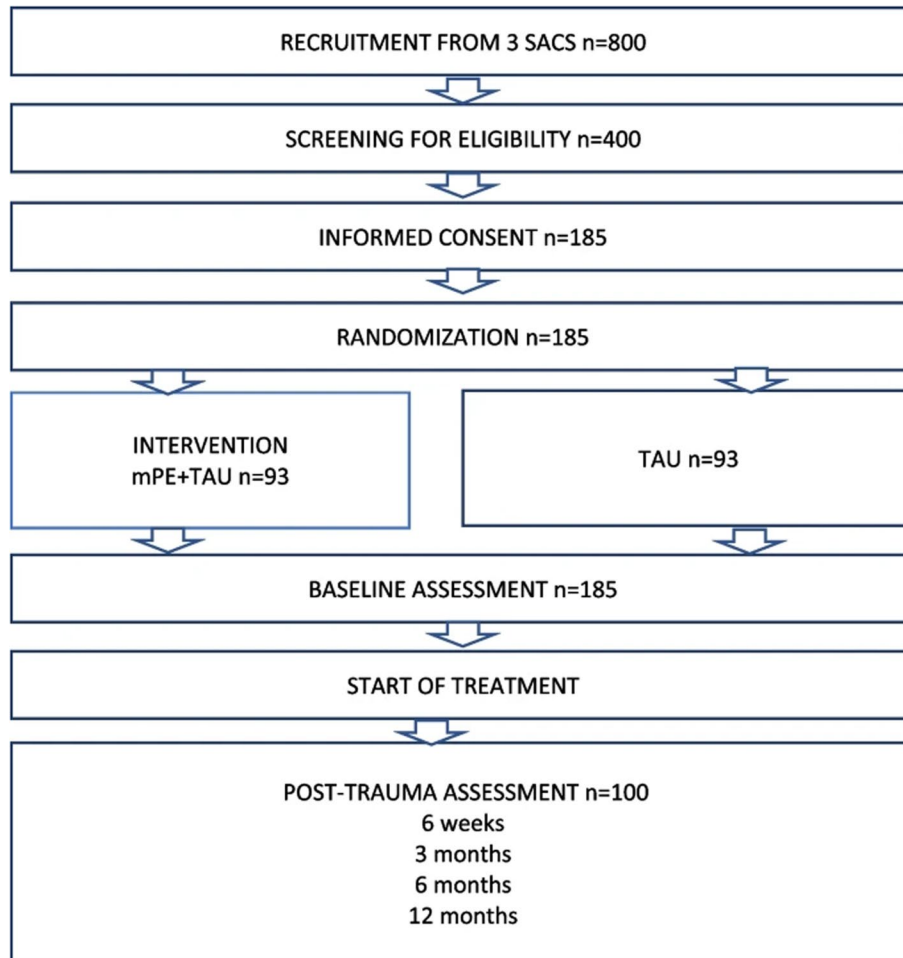 RECRUITMENT FROM 3 SACS n=800
SCREENING FOR ELIGIBILITY n=400
INFORMED CONSENT n=185
RANDOMIZATION n=185
INTERVENTION
mPE+TAU n=93
TAU n=93
BASELINE ASSESSMENT n=185
START OF TREATMENT
POST-TRAUMA ASSESSMENT n=100
6 weeks
3 months
6 months
12 months